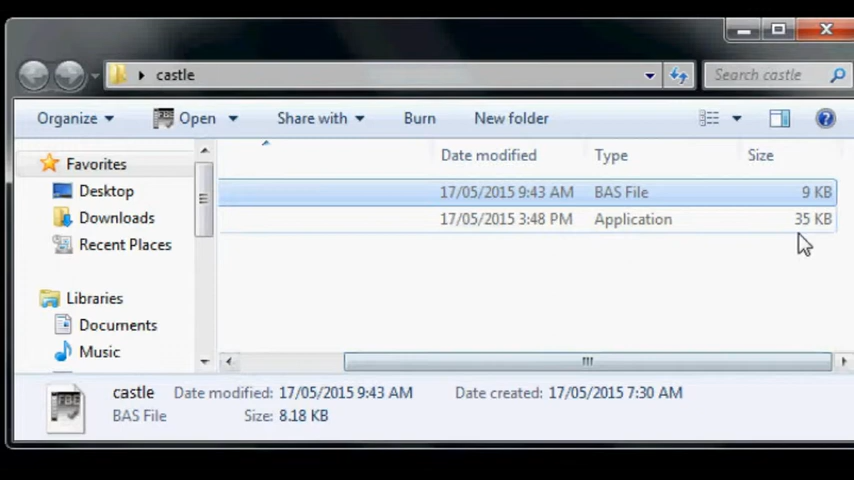 castle
Search castle
Organize Open Share with Burn New folder
Favorites
Desktop
Downloads
Recent Places
Libraries
Documents
Music
Date modified Type Size
17/05/2015 9:43 AM BAS File 9 KB
17/05/2015 3:48 PM Application 35 KB
castle Date modified: 17/05/2015 9:43 AM Date created: 17/05/2015 7:30 AM
BAS File Size: 8.18 KB